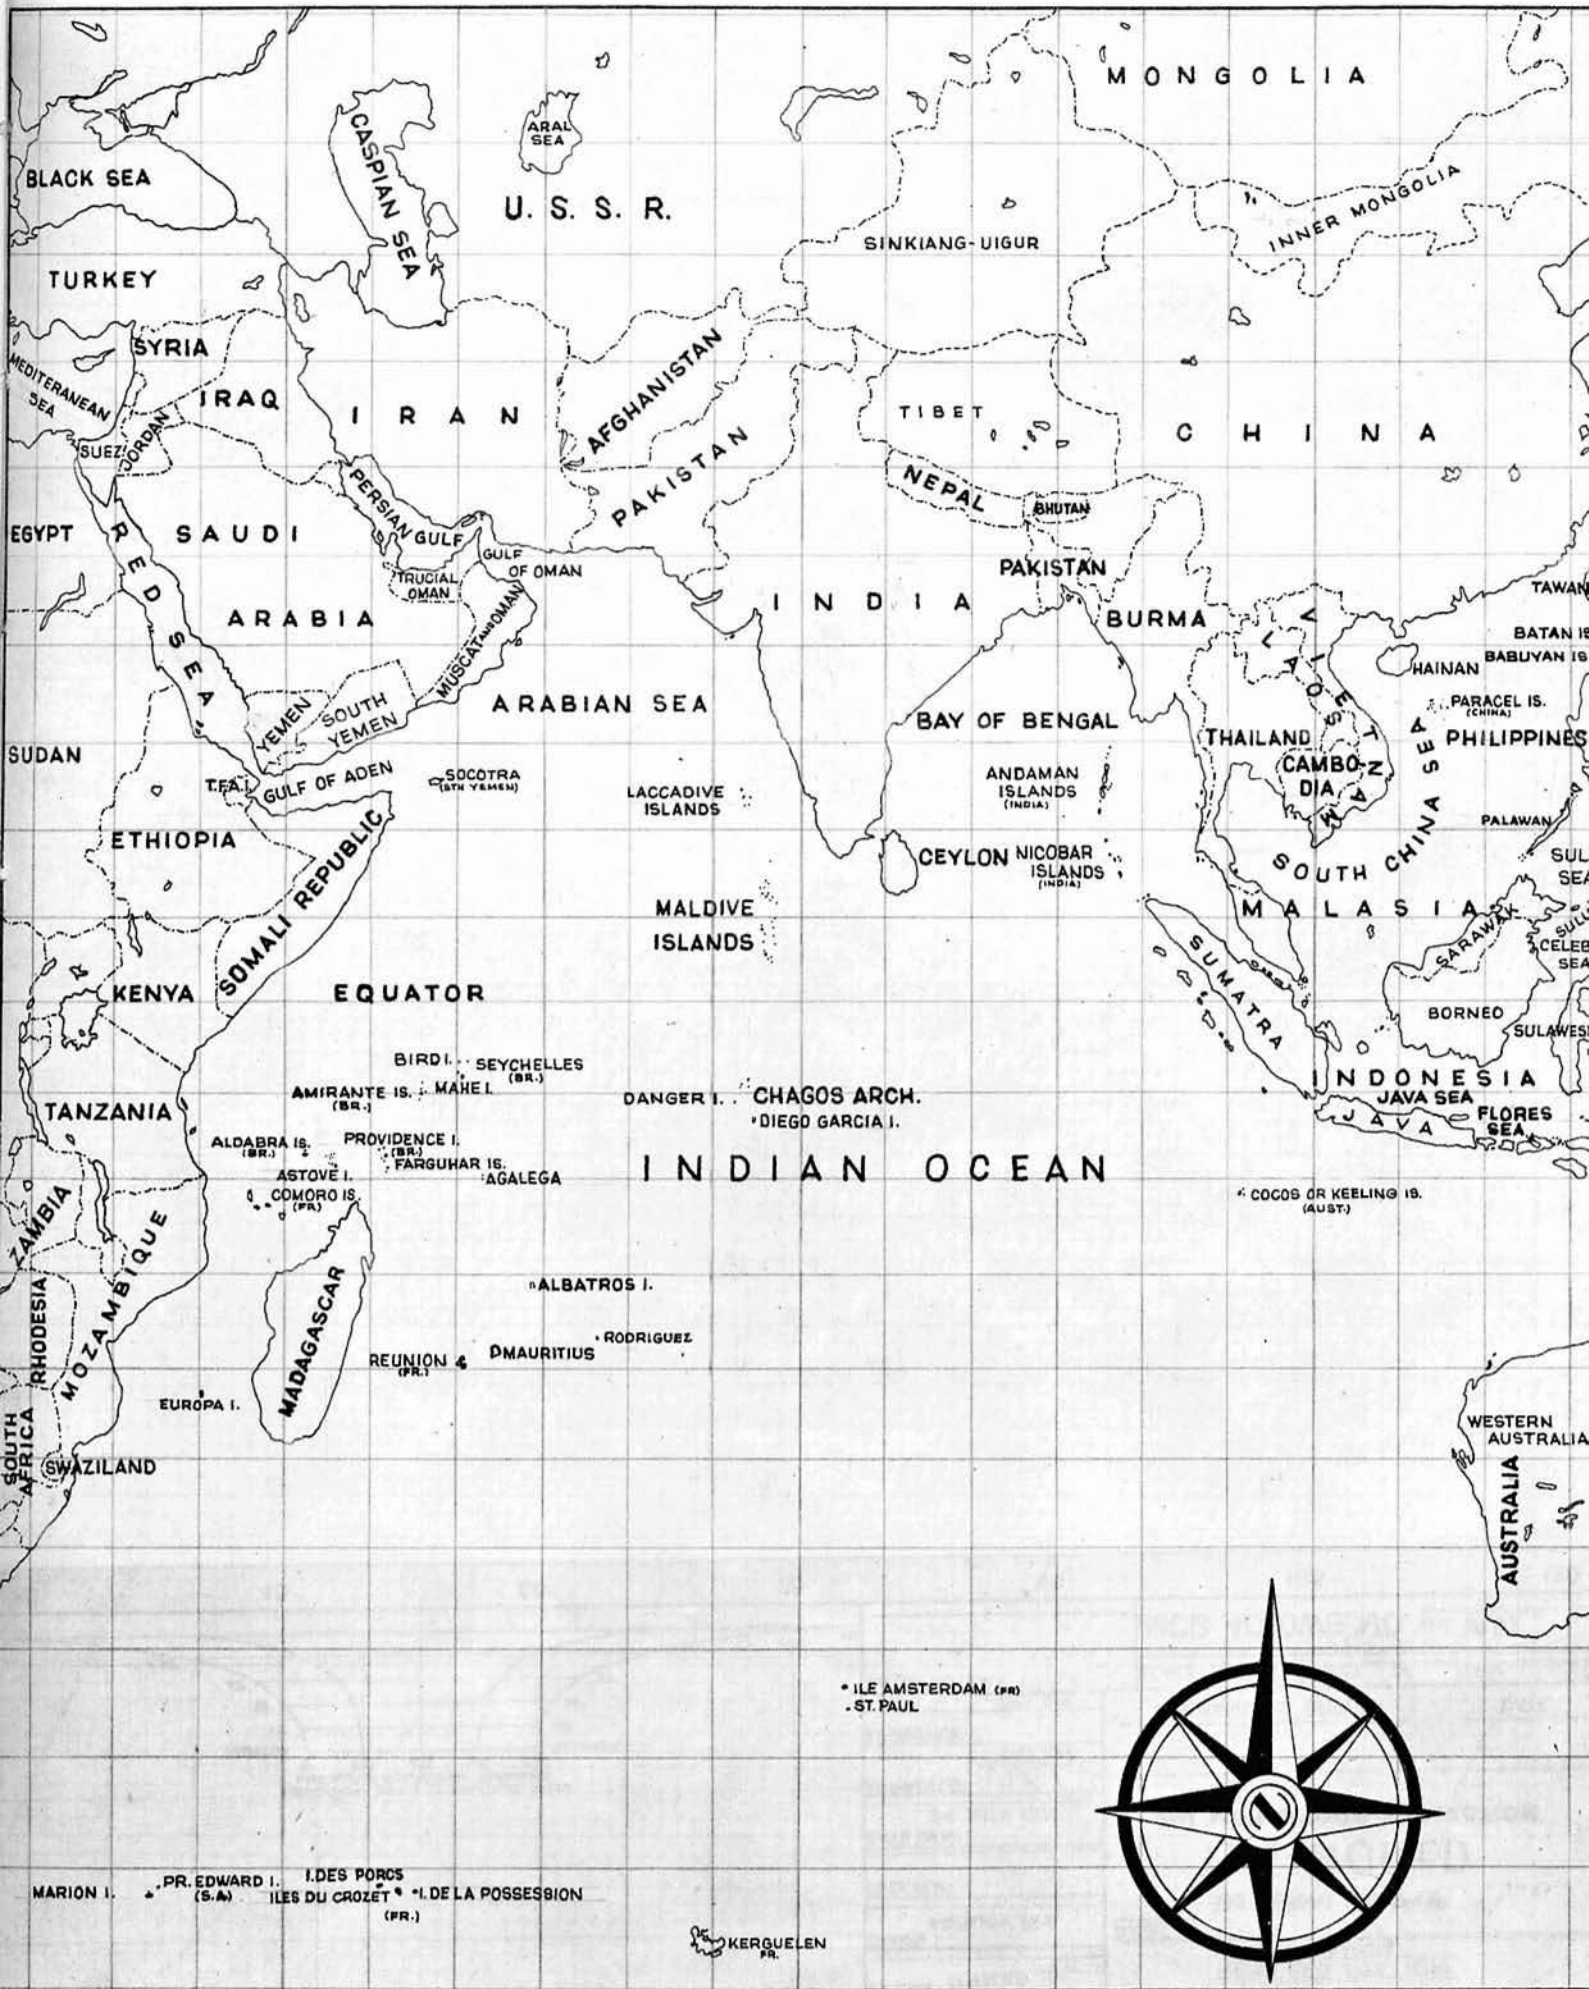 MONGOLIA
ARAL
SEA
CASPIAN SEA
BLACK SEA
U. S. S. R.
INNER MONGOLIA
SINKIANG-UIGUR
TURKEY
SYRIA
MEDITERANEAN
SEA
IRAQ
IRAN
AFGHANISTAN
TIBET
CHINA
SUEZ
JORDAN
PAKISTAN
NEPAL
PERSIAN GULF
BHUTAN
EGYPT
RED SEA
SAUDI
ARABIA
GULF
OF OMAN
TRUCIAL
OMAN
PAKISTAN
INDIA
BURMA
TAWAN
BATAN IS
BABUYAN IS
HAINAN
LAOS
VIETNAM
MUSCAT AND OMAN
ARABIAN SEA
BAY OF BENGAL
PARACEL IS.
(CHINA)
PHILIPPINES
YEMEN
SOUTH
YEMEN
SUDAN
THAILAND
CAMBO-
DIA
T.F.A.I.
GULF OF ADEN
SOCOTRA
(STH YEMEN)
LACCADIVE
ISLANDS
ANDAMAN
ISLANDS
(INDIA)
PALAWAN
ETHIOPIA
SOMALI REPUBLIC
CEYLON
NICOBAR
ISLANDS
(INDIA)
SOUTH CHINA SEA
SUL
SEA
MALDIVE
ISLANDS
MALASIA
SARAWAK
SULU
CELEB
SEA
SUMATRA
KENYA
EQUATOR
BORNEO
SULAWESI
BIRD I.
SEYCHELLES
(BR.)
AMIRANTE IS.
(BR.)
MAHE I.
DANGER I.
CHAGOS ARCH.
DIEGO GARCIA I.
INDONESIA
JAVA SEA
JAVA
FLORES
SEA
TANZANIA
ALDABRA IS.
(BR.)
PROVIDENCE I.
(BR.)
FARGUHAR IS.
ASTOVE I.
AGALEGA
COMORO IS.
(FR)
INDIAN OCEAN
COCOS OR KEELING IS.
(AUST.)
ZAMBIA
MOZAMBIQUE
RHODESIA
MADAGASCAR
ALBATROS I.
RODRIGUEZ
MAURITIUS
REUNION
(FR.)
EUROPA I.
SOUTH
AFRICA
SWAZILAND
WESTERN
AUSTRALIA
AUSTRALIA
ILE AMSTERDAM (FR)
ST. PAUL
MARION I.
PR. EDWARD I.
(S.A)
I. DES PORCS
ILES DU CROZET
I. DE LA POSSESSION
(FR.)
KERGUELEN
FR.